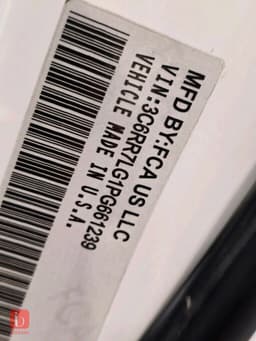 MFD BY:FCA US LLC
VIN:3C6RR7LG1PG661239
VEHICLE MADE IN U.S.A.